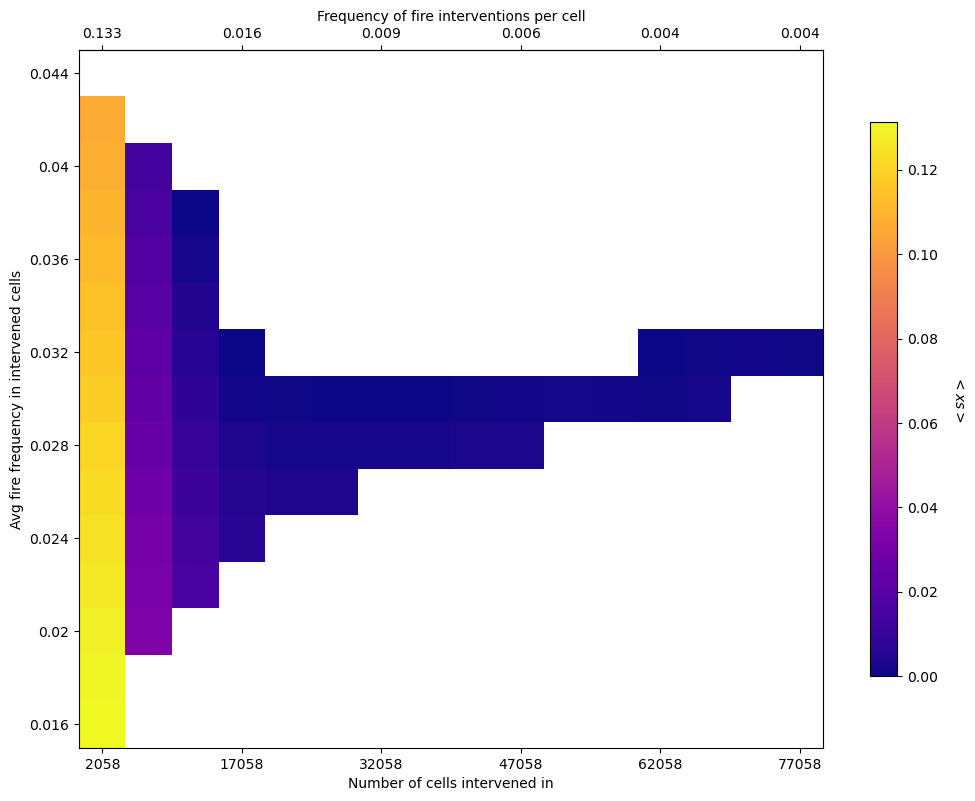 Frequency of fire interventions per cell
0.133 0.016 0.009 0.006 0.004 0.004
0.044
0.04
0.036
0.032
0.028
0.024
0.02
0.016
Avg fire frequency in intervened cells
2058 17058 32058 47058 62058 77058
Number of cells intervened in
0.12
0.10
0.08
0.06
0.04
0.02
0.00
< sx >